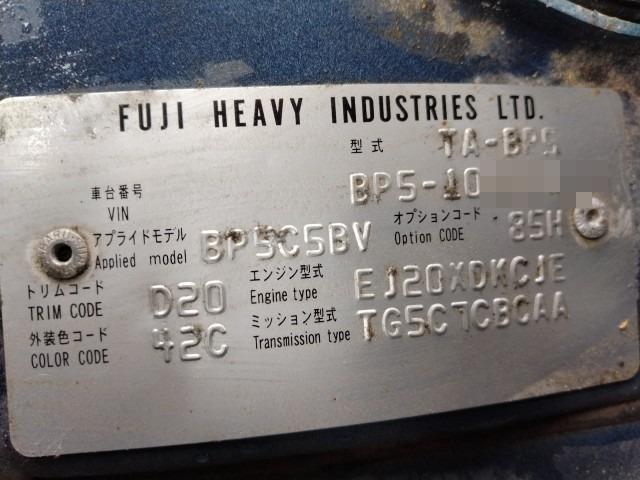 FUJI HEAVY INDUSTRIES LTD.
型式 TA-BP5
車台番号 VIN BP5-10
アプライドモデル Applied model BP5C5BV オプションコード Option CODE 85H
トリムコード TRIM CODE D20 エンジン型式 Engine type EJ20XDKCJE
外装色コード COLOR CODE 42C ミッション型式 Transmission type TG5C7CBCAA